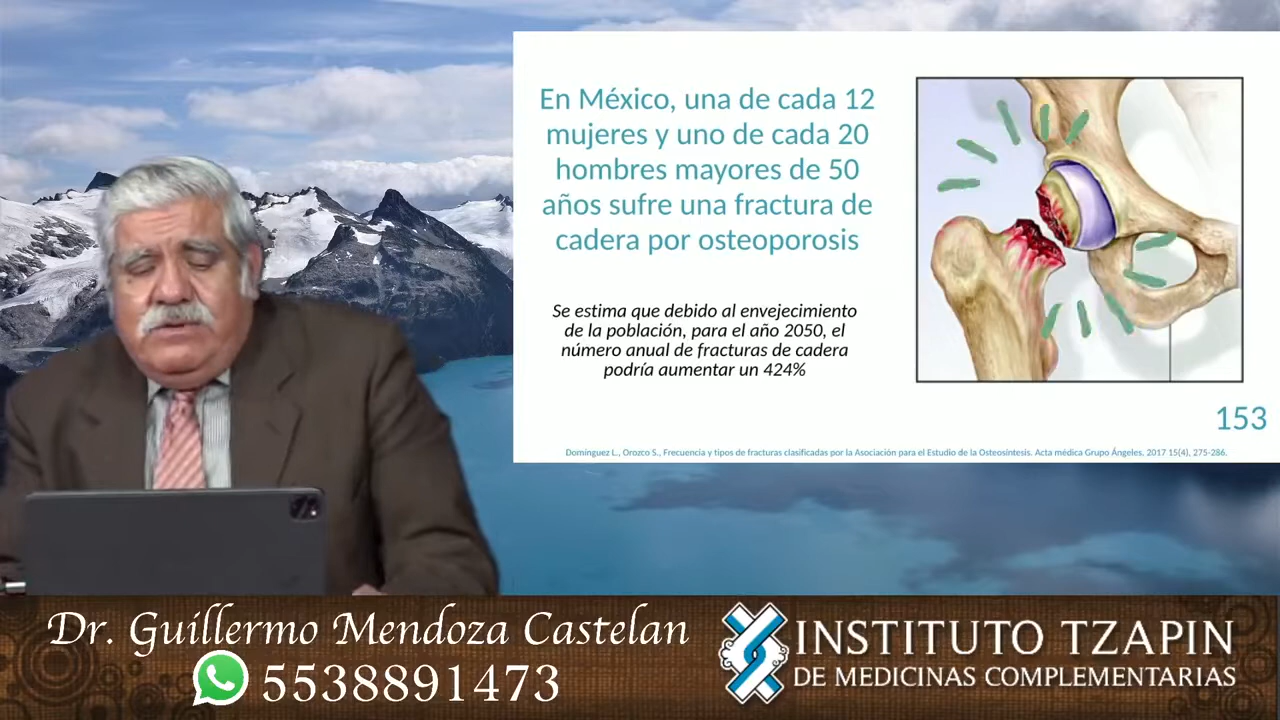 En México, una de cada 12
mujeres y uno de cada 20
hombres mayores de 50
años sufre una fractura de
cadera por osteoporosis
Se estima que debido al envejecimiento
de la población, para el año 2050, el
número anual de fracturas de cadera
podría aumentar un 424%
153
Domínguez L., Orozco S., Frecuencia y tipos de fracturas clasificadas por la Asociación para el Estudio de la Osteosíntesis. Acta médica Grupo Ángeles, 2017 15(4), 275-286.
Dr. Guillermo Mendoza Castelan
5538891473
INSTITUTO TZAPIN
DE MEDICINAS COMPLEMENTARIAS